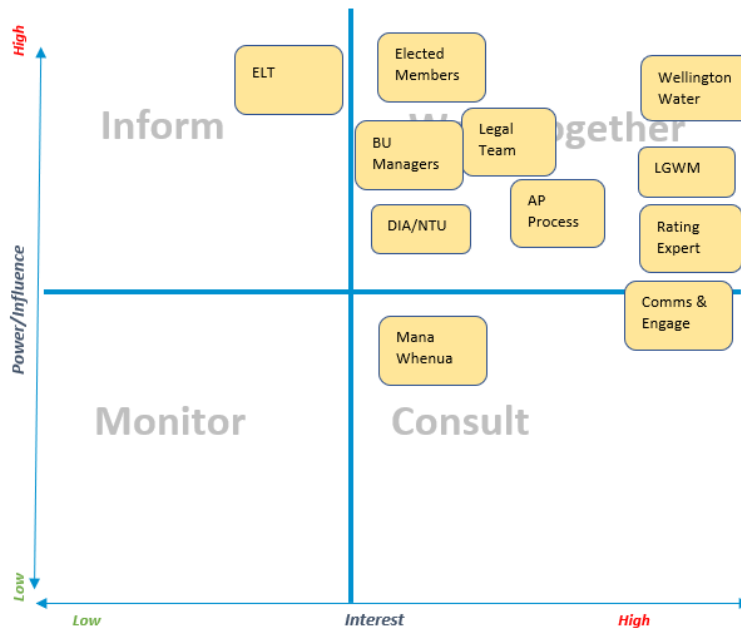 High
ELT
Elected
Members
Wellington
Water
Inform
Together
Legal
Team
BU
Managers
LGWM
AP
Process
DIA/NTU
Rating
Expert
Power/Influence
Comms &
Engage
Mana
Whenua
Monitor
Consult
Low
Low
Interest
High